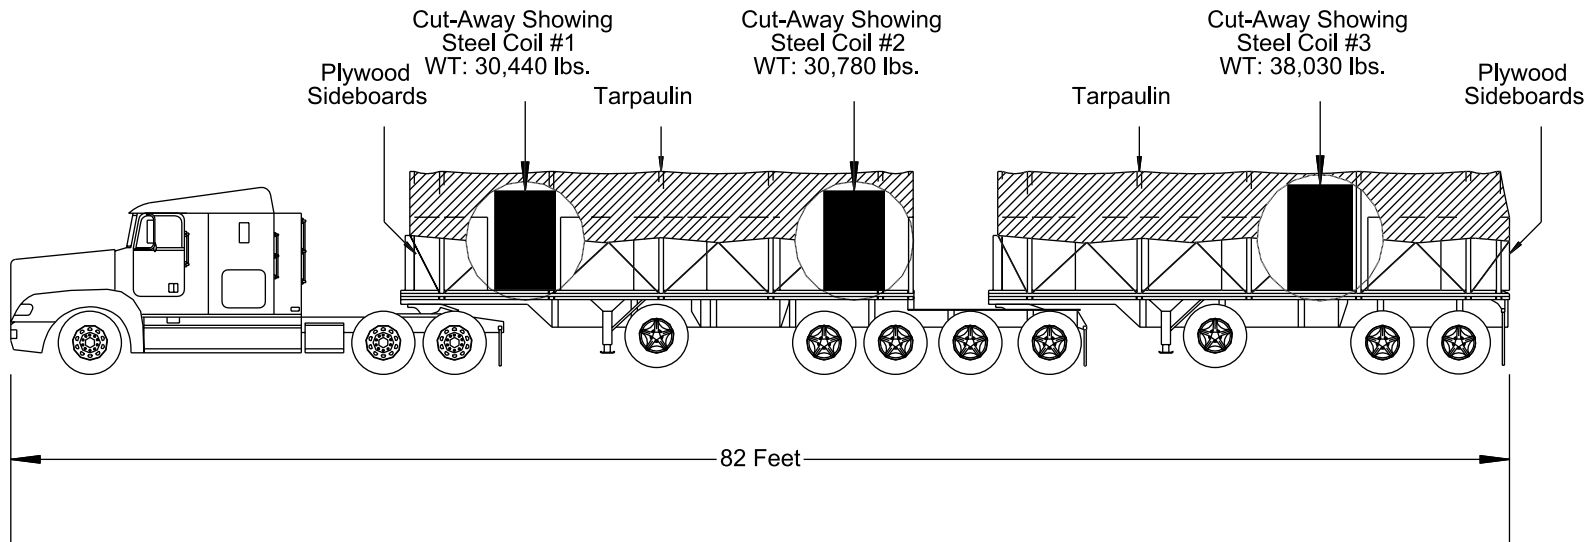 Cut-Away Showing
Steel Coil #1
WT: 30,440 lbs.
Cut-Away Showing
Steel Coil #2
WT: 30,780 lbs.
Cut-Away Showing
Steel Coil #3
WT: 38,030 lbs.
Plywood
Sideboards
Tarpaulin
Tarpaulin
Plywood
Sideboards
82 Feet